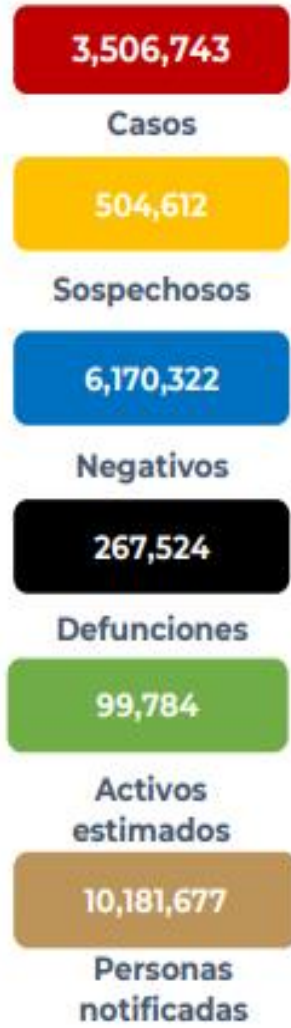 3,506,743
Casos
504,612
Sospechosos
6,170,322
Negativos
267,524
Defunciones
99,784
Activos
estimados
10,181,677
Personas
notificadas